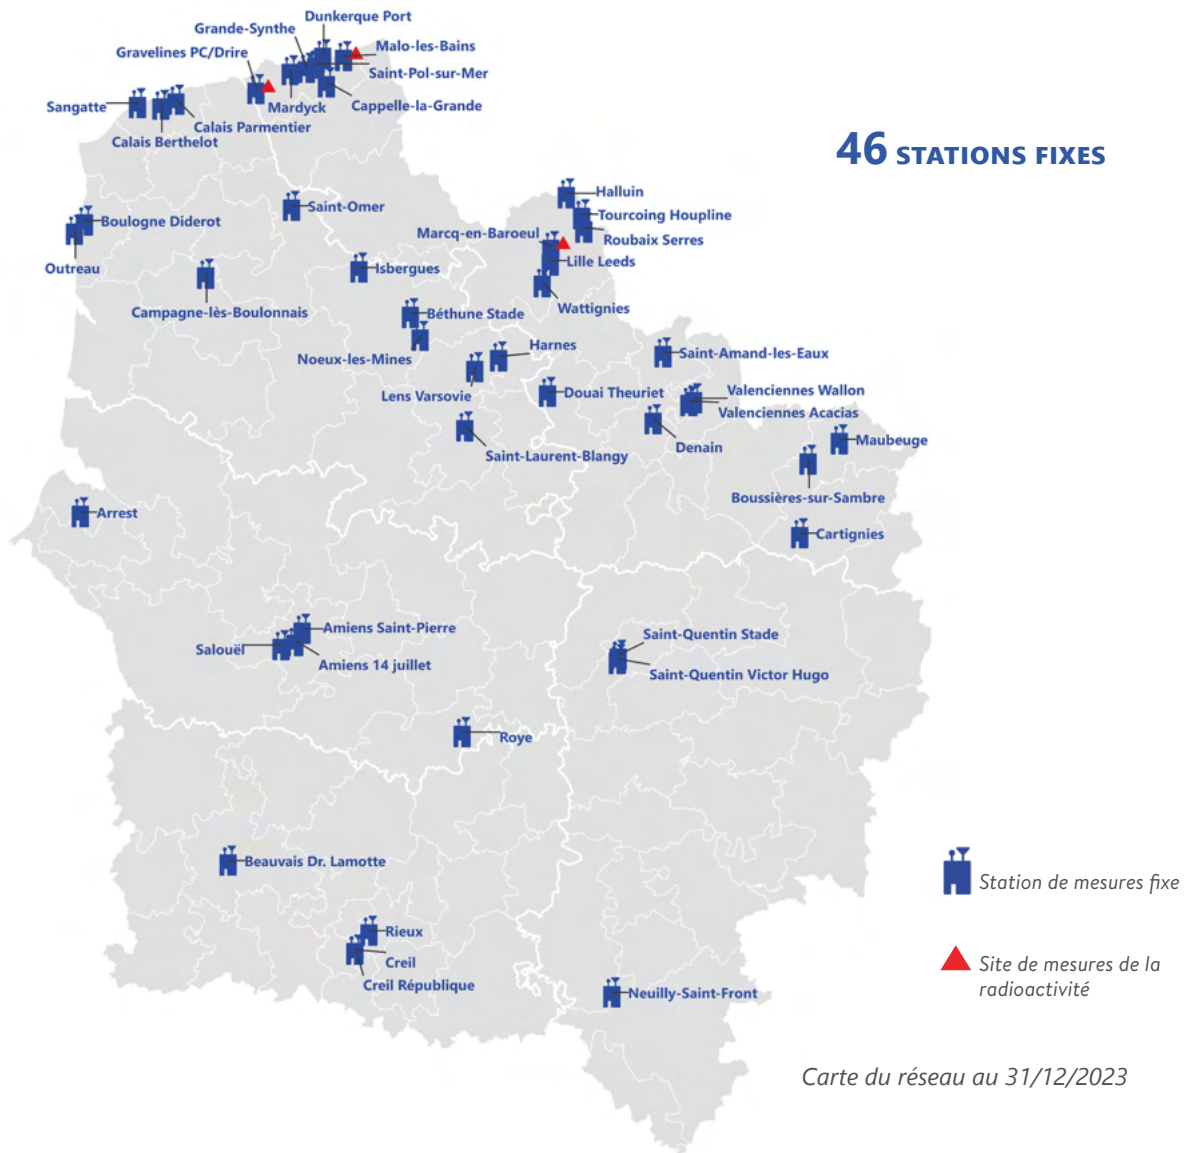 Dunkerque Port
Grande-Synthe
Malo-les-Bains
Gravelines PC/Drire
Saint-Pol-sur-Mer
Sangatte
Mardyck
Cappelle-la-Grande
Calais Parmentier
Calais Berthelot
46 STATIONS FIXES
Halluin
Saint-Omer
Tourcoing Houpline
Boulogne Diderot
Marcq-en-Baroeul
Roubaix Serres
Outreau
Isbergues
Lille Leeds
Campagne-lès-Boulonnais
Béthune Stade
Wattignies
Noeux-les-Mines
Harnes
Saint-Amand-les-Eaux
Lens Varsovie
Douai Theuriet
Valenciennes Wallon
Valenciennes Acacias
Denain
Maubeuge
Saint-Laurent-Blangy
Boussières-sur-Sambre
Arrest
Cartignies
Amiens Saint-Pierre
Saint-Quentin Stade
Salouël
Amiens 14 juillet
Saint-Quentin Victor Hugo
Roye
Beauvais Dr. Lamotte
Station de mesures fixe
Rieux
Creil
Site de mesures de la
radioactivité
Creil République
Neuilly-Saint-Front
Carte du réseau au 31/12/2023